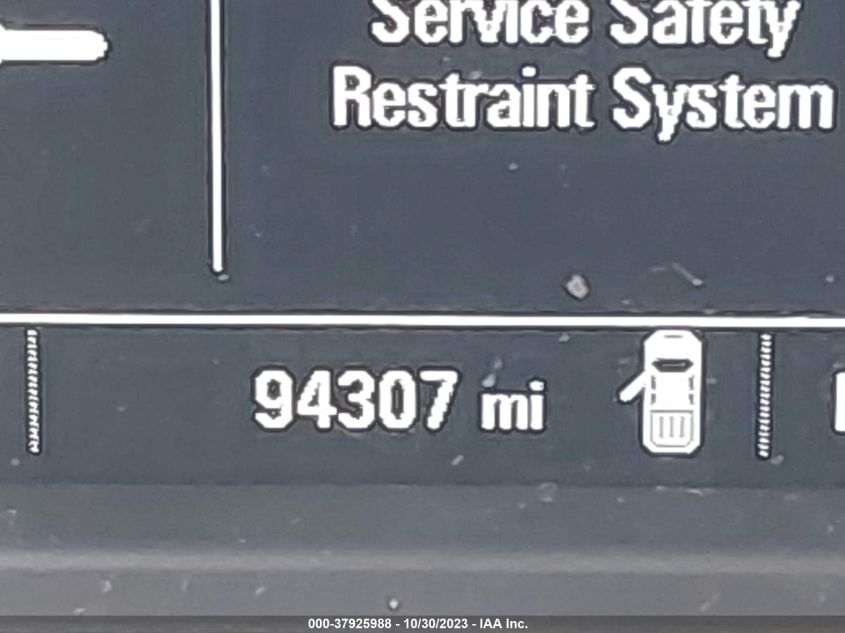 Service Safety
Restraint System
94307 mi
000-37925988 - 10/30/2023 - IAA Inc.